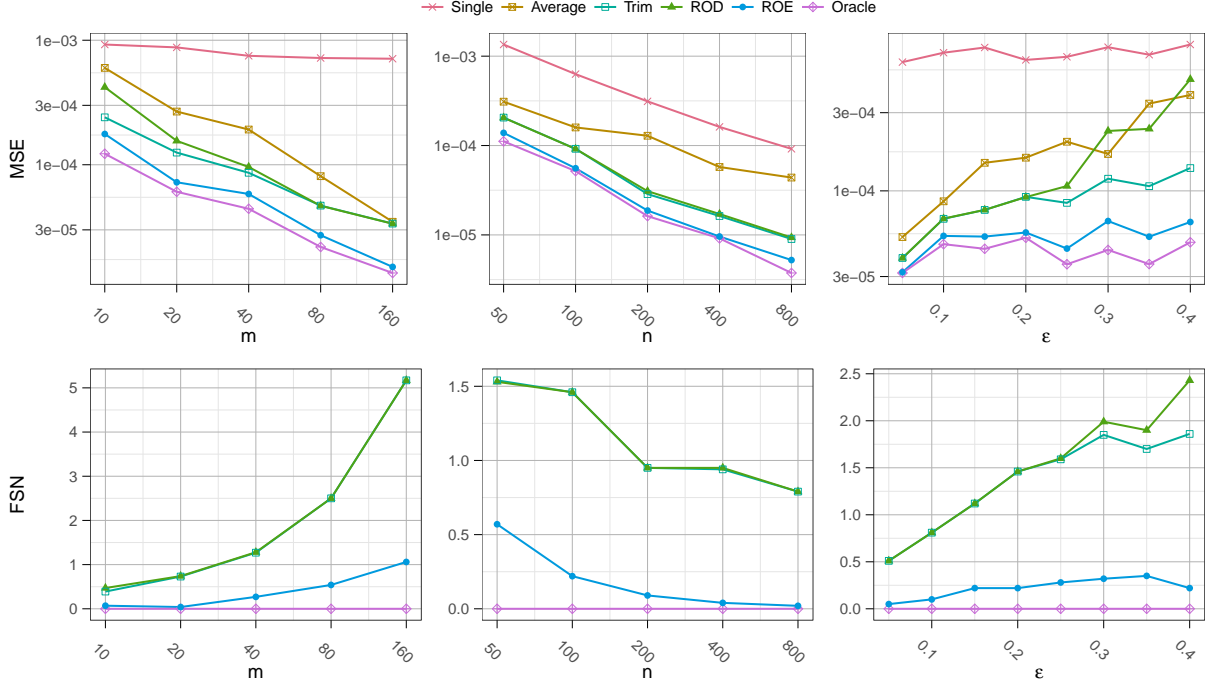 Single Average Trim ROD ROE Oracle
MSE
1e−03
3e−04
1e−04
3e−05
10 20 40 80 160
m
1e−03
1e−04
1e−05
50 100 200 400 800
n
3e−04
1e−04
3e−05
0.1 0.2 0.3 0.4
ε
FSN
5
4
3
2
1
0
10 20 40 80 160
m
1.5
1.0
0.5
0.0
50 100 200 400 800
n
2.5
2.0
1.5
1.0
0.5
0.0
0.1 0.2 0.3 0.4
ε